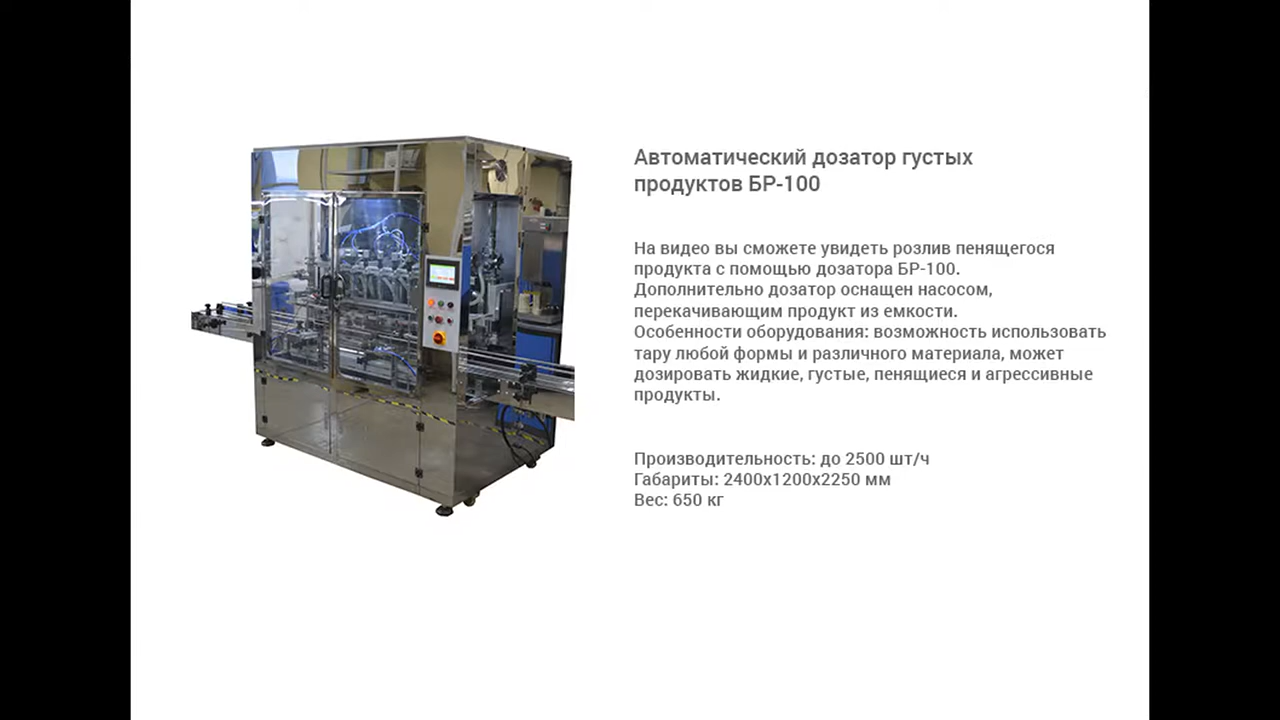 Автоматический дозатор густых
продуктов БР-100
На видео вы сможете увидеть розлив пенящегося
продукта с помощью дозатора БР-100.
Дополнительно дозатор оснащен насосом,
перекачивающим продукт из емкости.
Особенности оборудования: возможность использовать
тару любой формы и различного материала, может
дозировать жидкие, густые, пенящиеся и агрессивные
продукты.
Производительность: до 2500 шт/ч
Габариты: 2400х1200х2250 мм
Вес: 650 кг